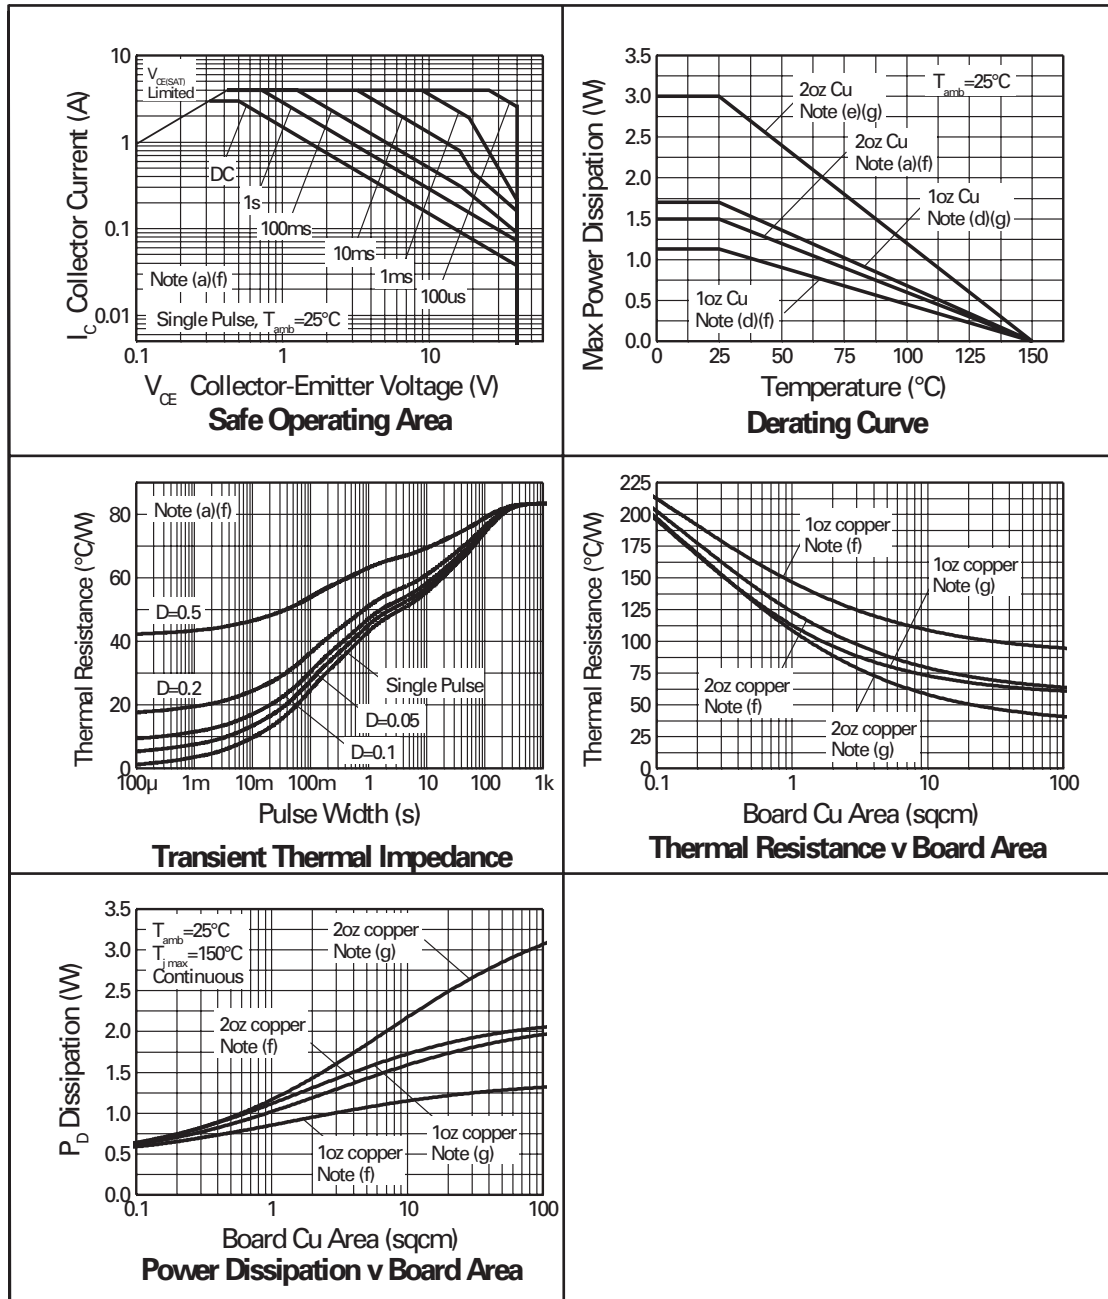 10
1
0.1
0.01
I_C Collector Current (A)
V_CE(SAT)
Limited
DC
1s
100ms
10ms
1ms
100us
Note (a)(f)
Single Pulse, T_amb=25°C
0.1 1 10
V_CE Collector-Emitter Voltage (V)
Safe Operating Area
3.5
3.0
2.5
2.0
1.5
1.0
0.5
0.0
Max Power Dissipation (W)
T_amb=25°C
2oz Cu
Note (e)(g)
2oz Cu
Note (a)(f)
1oz Cu
Note (d)(g)
1oz Cu
Note (d)(f)
0 25 50 75 100 125 150
Temperature (°C)
Derating Curve
80
60
40
20
0
Thermal Resistance (°C/W)
Note (a)(f)
D=0.5
D=0.2
Single Pulse
D=0.05
D=0.1
100µ 1m 10m 100m 1 10 100 1k
Pulse Width (s)
Transient Thermal Impedance
225
200
175
150
125
100
75
50
25
0
Thermal Resistance (°C/W)
1oz copper
Note (f)
1oz copper
Note (g)
2oz copper
Note (f)
2oz copper
Note (g)
0.1 1 10 100
Board Cu Area (sqcm)
Thermal Resistance v Board Area
3.5
3.0
2.5
2.0
1.5
1.0
0.5
0.0
P_D Dissipation (W)
T_amb=25°C
T_j max=150°C
Continuous
2oz copper
Note (g)
2oz copper
Note (f)
1oz copper
Note (g)
1oz copper
Note (f)
0.1 1 10 100
Board Cu Area (sqcm)
Power Dissipation v Board Area